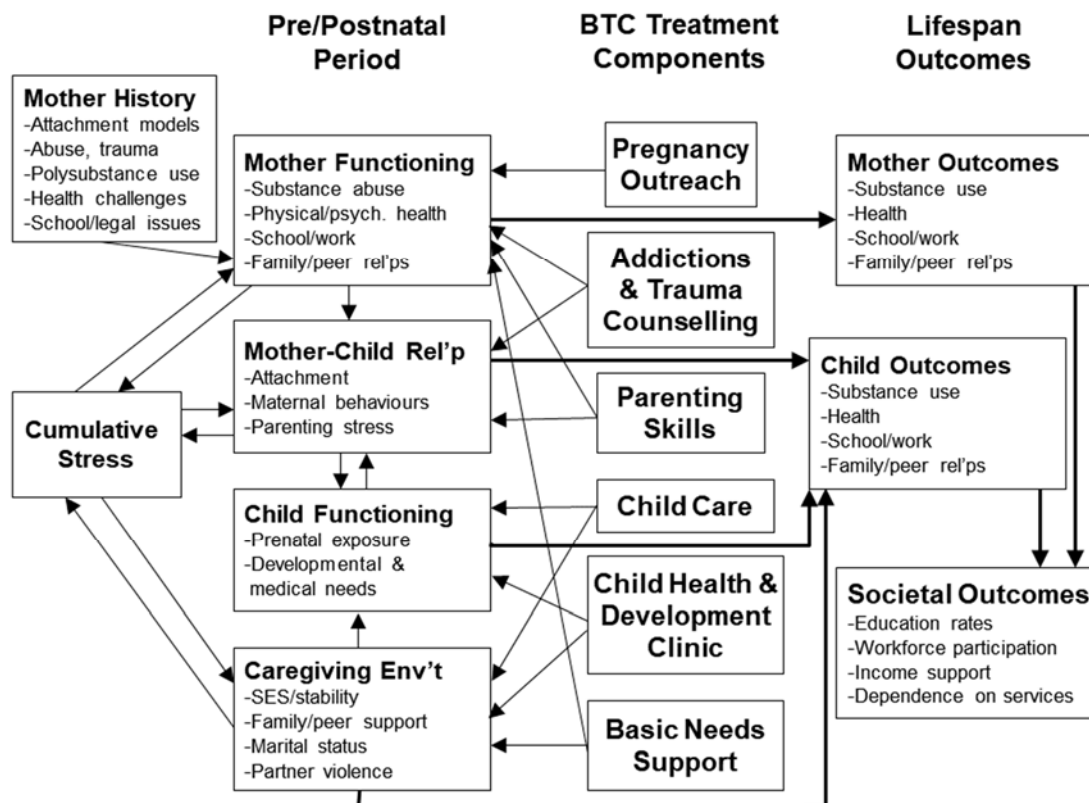 Pre/Postnatal
Period
BTC Treatment
Components
Lifespan
Outcomes
Mother History
-Attachment models
-Abuse, trauma
-Polysubstance use
-Health challenges
-School/legal issues
Mother Functioning
-Substance abuse
-Physical/psych. health
-School/work
-Family/peer rel'ps
Mother-Child Rel'p
-Attachment
-Maternal behaviours
-Parenting stress
Cumulative
Stress
Child Functioning
-Prenatal exposure
-Developmental &
medical needs
Caregiving Env't
-SES/stability
-Family/peer support
-Marital status
-Partner violence
Pregnancy
Outreach
Addictions
& Trauma
Counselling
Parenting
Skills
Child Care
Child Health &
Development
Clinic
Basic Needs
Support
Mother Outcomes
-Substance use
-Health
-School/work
-Family/peer rel'ps
Child Outcomes
-Substance use
-Health
-School/work
-Family/peer rel'ps
Societal Outcomes
-Education rates
-Workforce participation
-Income support
-Dependence on services